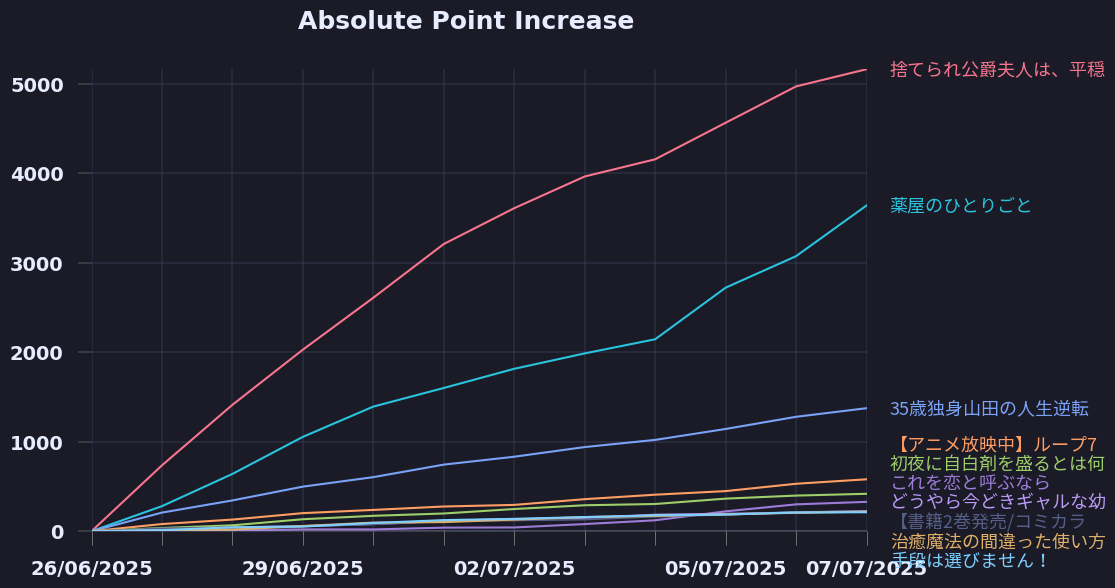 Absolute Point Increase
5000
4000
3000
2000
1000
0
26/06/2025
29/06/2025
02/07/2025
05/07/2025
07/07/2025
捨てられ公爵夫人は、平穏
薬屋のひとりごと
35歳独身山田の人生逆転
【アニメ放映中】ループ7
初夜に自白剤を盛るとは何
これを恋と呼ぶなら
どうやら今どきギャルな幼
【書籍2巻発売/コミカラ
治癒魔法の間違った使い方
手段は選びません！